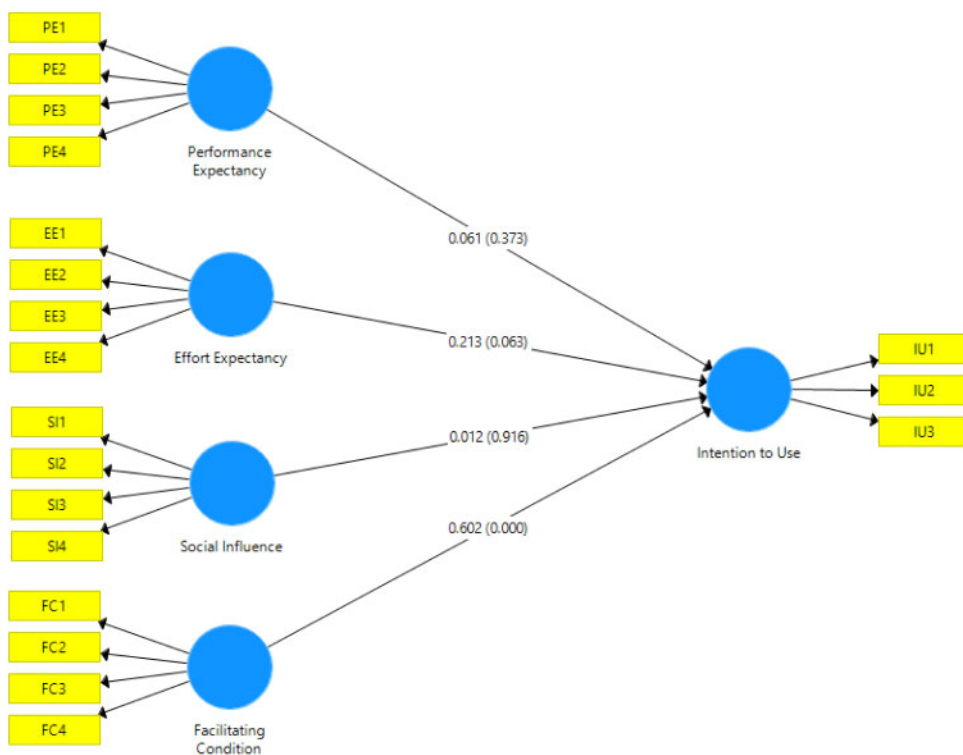 PE1
PE2
PE3
PE4
Performance
Expectancy
0.061 (0.373)
EE1
EE2
EE3
EE4
Effort Expectancy
0.213 (0.063)
SI1
SI2
SI3
SI4
Social Influence
0.012 (0.916)
FC1
FC2
FC3
FC4
Facilitating
Condition
0.602 (0.000)
Intention to Use
IU1
IU2
IU3